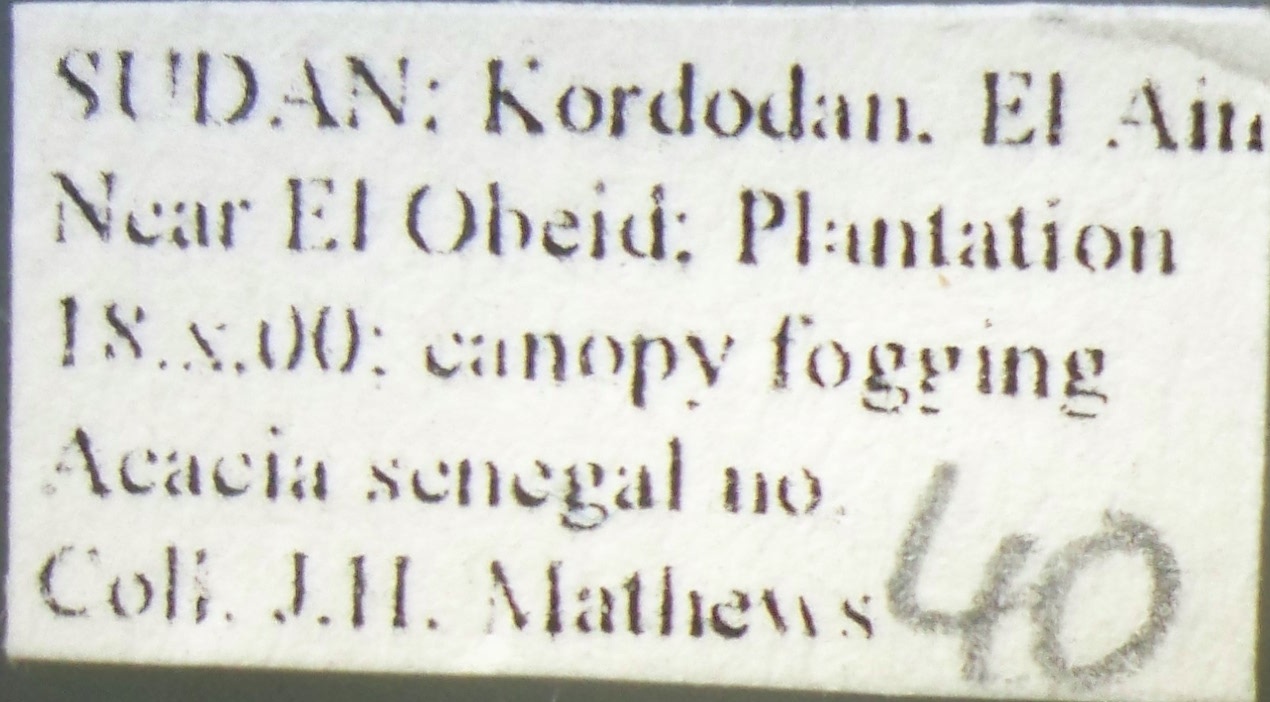 SUDAN: Kordodan. El Ain
Near El Obeid: Plantation
18.x.00: canopy fogging
Acacia senegal no. 40
Coll. J.H. Mathews